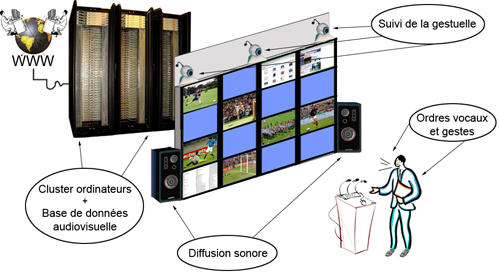 Suivi de la gestuelle
WWW
Ordres vocaux
et gestes
Cluster ordinateurs
+
Base de données
audiovisuelle
Diffusion sonore